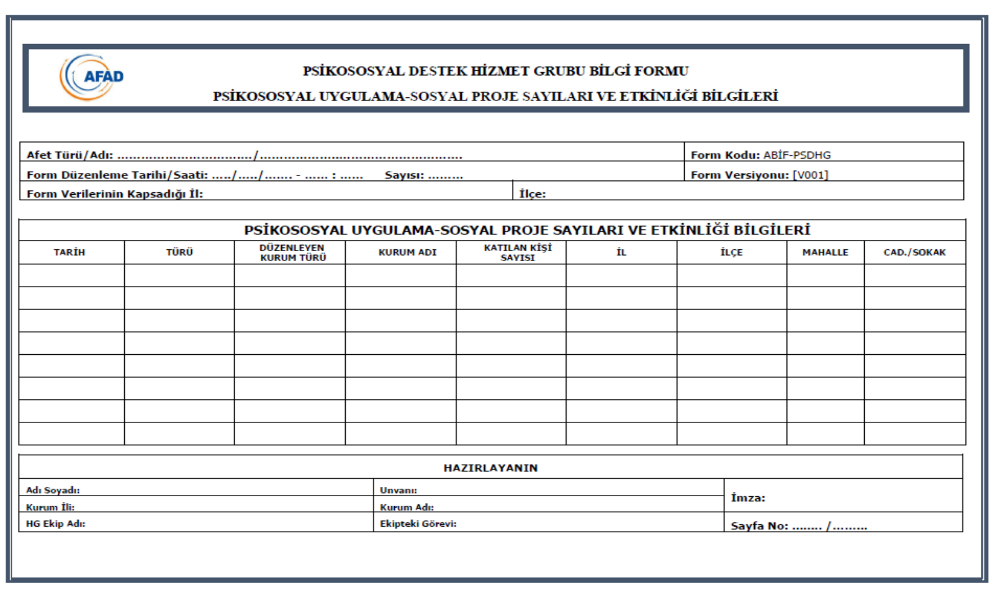 AFAD
PSİKOSOSYAL DESTEK HİZMET GRUBU BİLGİ FORMU
PSİKOSOSYAL UYGULAMA-SOSYAL PROJE SAYILARI VE ETKİNLİĞİ BİLGİLERİ
Afet Türü/Adı: ................................../....................................................
Form Kodu: ABİF-PSDHG
Form Düzenleme Tarihi/Saati: ...../...../....... - ...... : ...... Sayısı: .........
Form Versiyonu: [V001]
Form Verilerinin Kapsadığı İl:
İlçe:
PSİKOSOSYAL UYGULAMA-SOSYAL PROJE SAYILARI VE ETKİNLİĞİ BİLGİLERİ
TARİH
TÜRÜ
DÜZENLEYEN
KURUM TÜRÜ
KURUM ADI
KATILAN KİŞİ
SAYISI
İL
İLÇE
MAHALLE
CAD./SOKAK
HAZIRLAYANIN
Adı Soyadı:
Unvanı:
İmza:
Kurum İli:
Kurum Adı:
HG Ekip Adı:
Ekipteki Görevi:
Sayfa No: ........ /.........